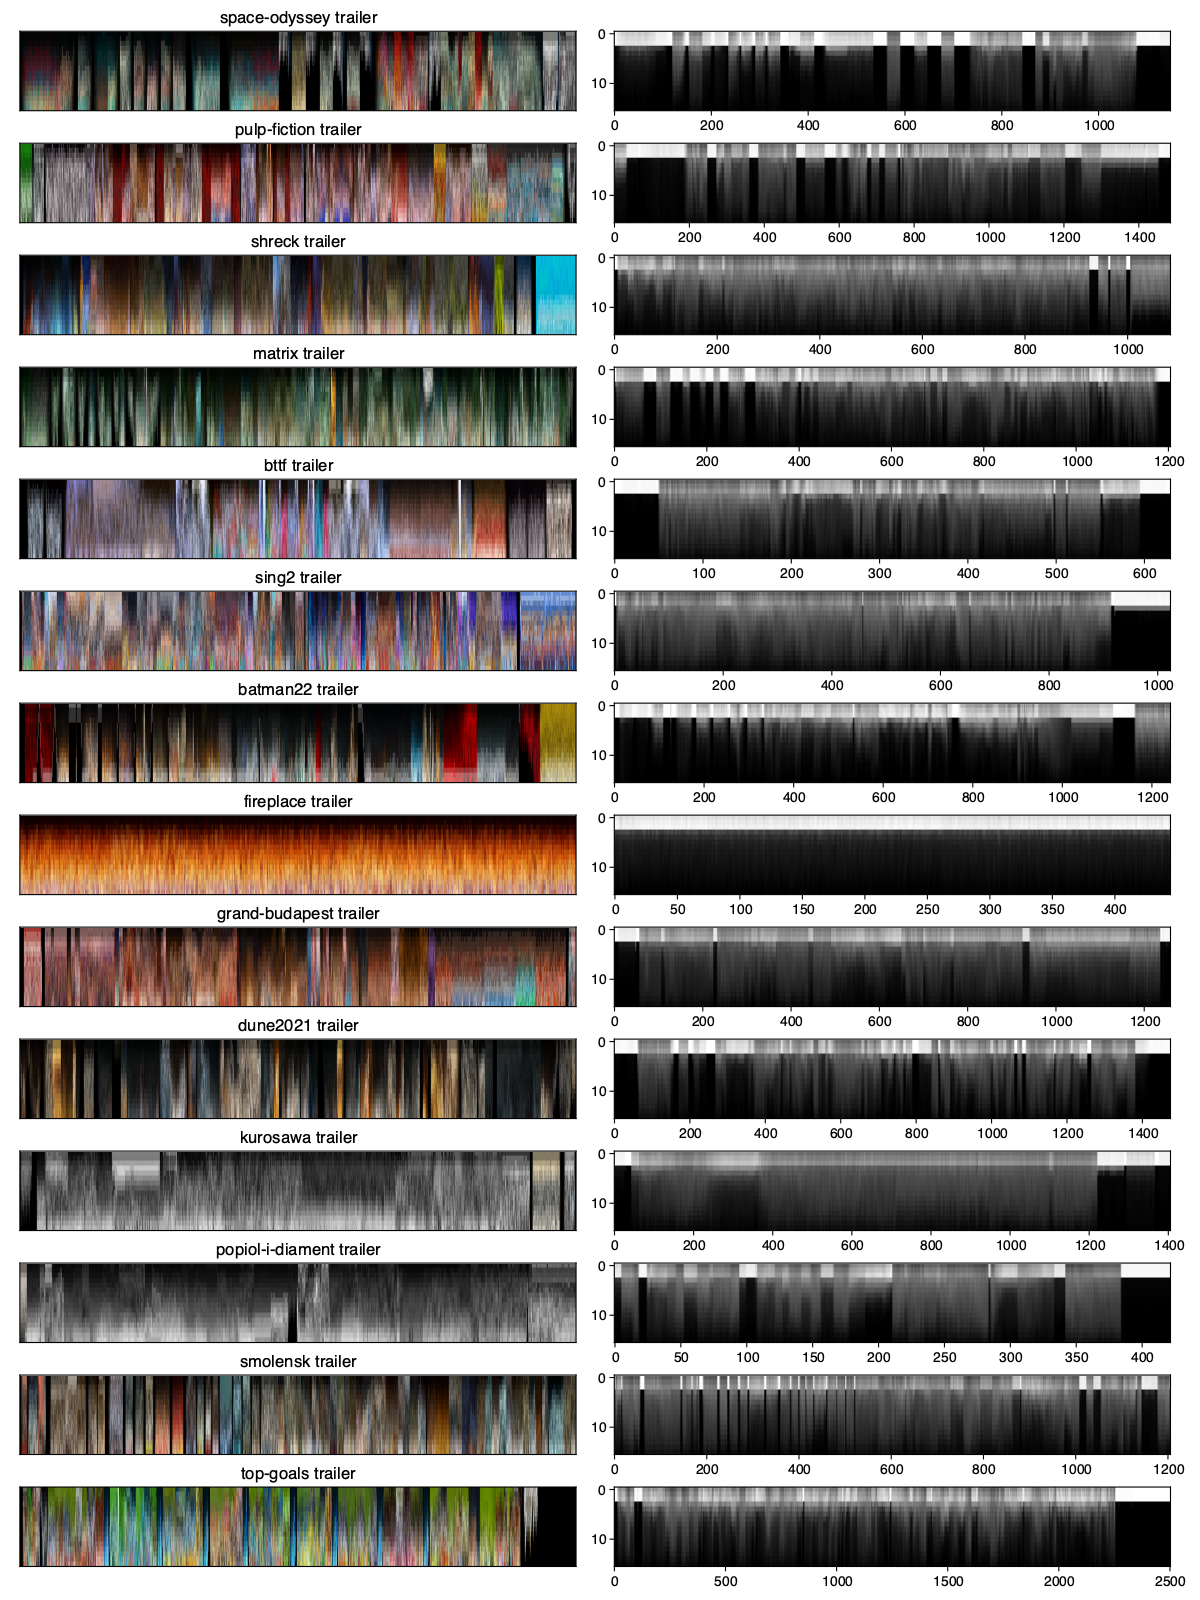 space-odyssey trailer
0
10
0 200 400 600 800 1000
pulp-fiction trailer
0
10
0 200 400 600 800 1000 1200 1400
shreck trailer
0
10
0 200 400 600 800 1000
matrix trailer
0
10
0 200 400 600 800 1000 1200
bttf trailer
0
10
0 100 200 300 400 500 600
sing2 trailer
0
10
0 200 400 600 800 1000
batman22 trailer
0
10
0 200 400 600 800 1000 1200
fireplace trailer
0
10
0 50 100 150 200 250 300 350 400
grand-budapest trailer
0
10
0 200 400 600 800 1000 1200
dune2021 trailer
0
10
0 200 400 600 800 1000 1200 1400
kurosawa trailer
0
10
0 200 400 600 800 1000 1200 1400
popiol-i-diament trailer
0
10
0 50 100 150 200 250 300 350 400
smolensk trailer
0
10
0 200 400 600 800 1000 1200
top-goals trailer
0
10
0 500 1000 1500 2000 2500